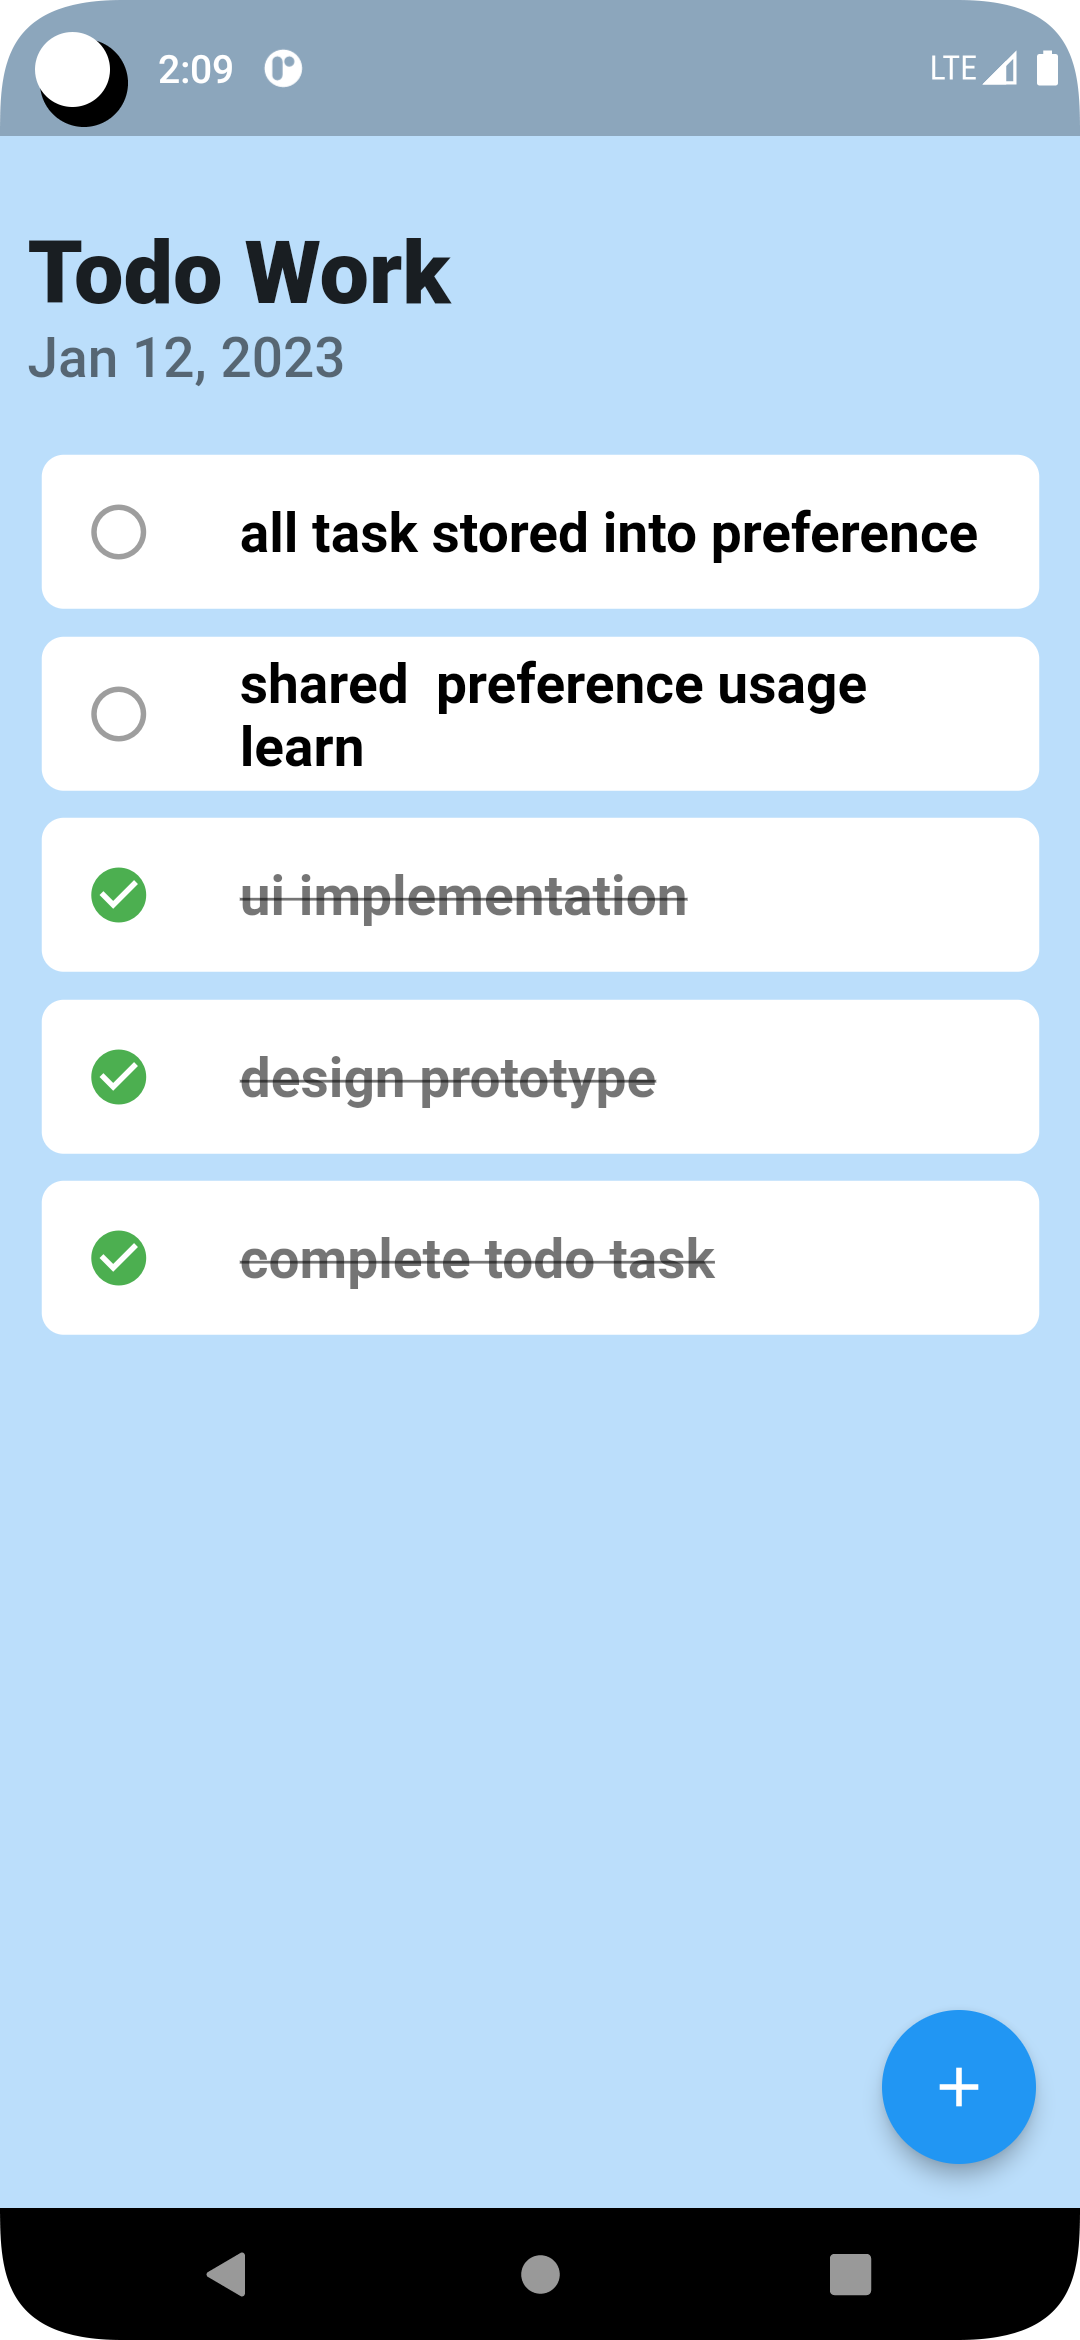 2:09
LTE
Todo Work
Jan 12, 2023
all task stored into preference
shared  preference usage
learn
ui implementation
design prototype
complete todo task